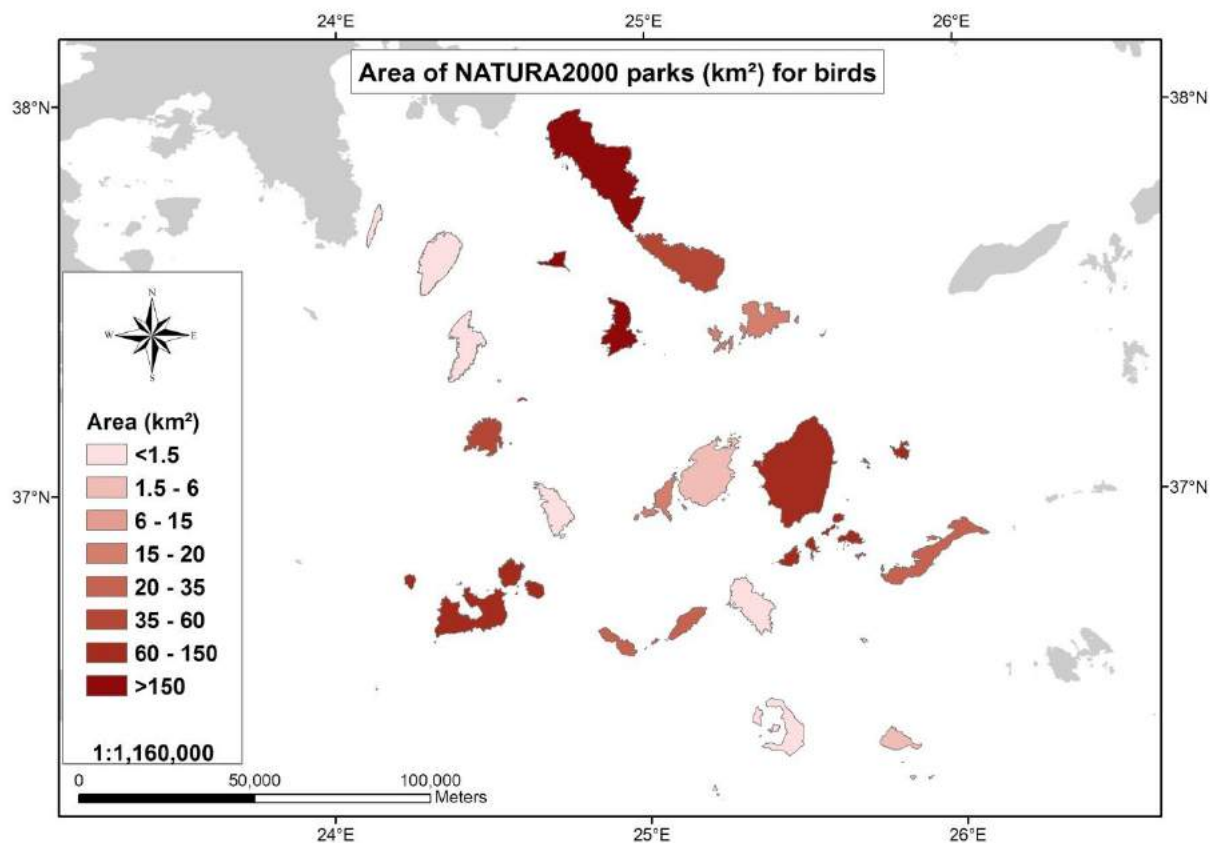 24°E 25°E 26°E
Area of NATURA2000 parks (km²) for birds
38°N 38°N
37°N 37°N
N
W E
S
Area (km²)
<1.5
1.5 - 6
6 - 15
15 - 20
20 - 35
35 - 60
60 - 150
>150
1:1,160,000
0 50,000 100,000
Meters
24°E 25°E 26°E